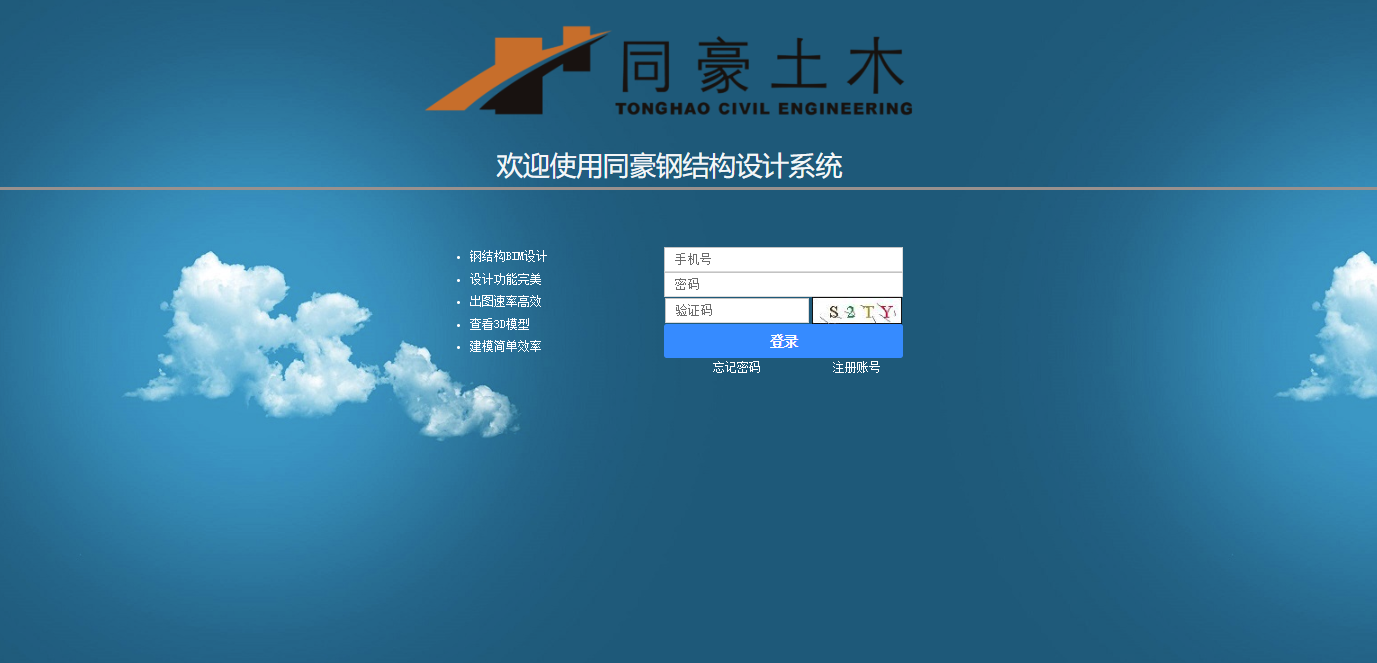 同豪土木
TONGHAO CIVIL ENGINEERING
欢迎使用同豪钢结构设计系统
钢结构BIM设计
设计功能完美
出图速率高效
查看3D模型
建模简单效率
手机号
密码
验证码
S2TY
登录
忘记密码 注册账号